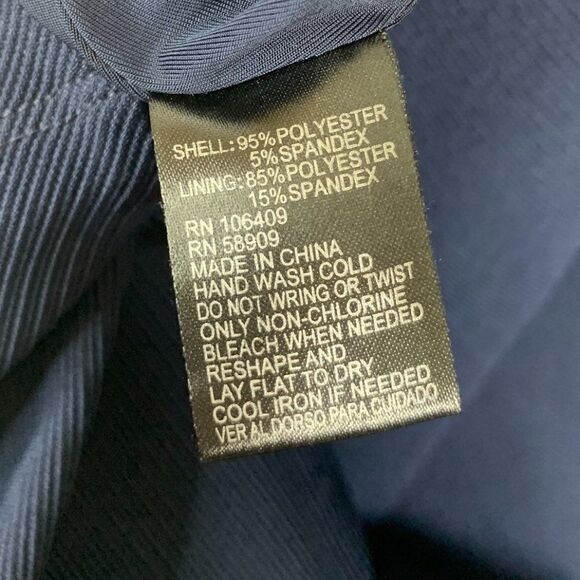 SHELL: 95% POLYESTER
5% SPANDEX
LINING: 85% POLYESTER
15% SPANDEX
RN 106409
RN 58909
MADE IN CHINA
HAND WASH COLD
DO NOT WRING OR TWIST
ONLY NON-CHLORINE
BLEACH WHEN NEEDED
RESHAPE AND
LAY FLAT TO DRY
COOL IRON IF NEEDED
VER AL DORSO PARA CUIDADO